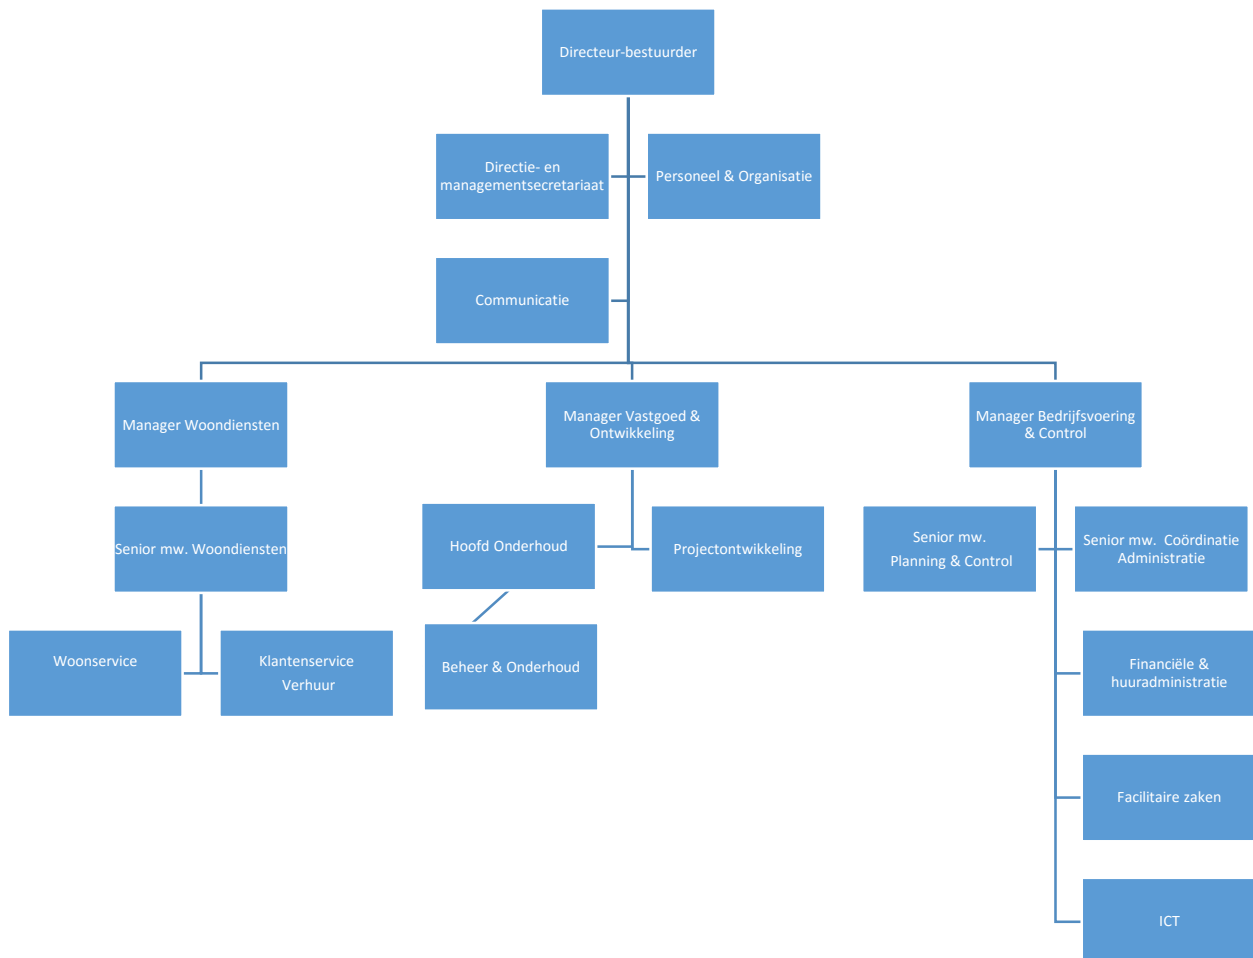 Directeur-bestuurder
Directie- en
managementsecretariaat
Personeel & Organisatie
Communicatie
Manager Woondiensten
Manager Vastgoed &
Ontwikkeling
Manager Bedrijfsvoering
& Control
Senior mw. Woondiensten
Hoofd Onderhoud
Projectontwikkeling
Senior mw.
Planning & Control
Senior mw. Coördinatie
Administratie
Woonservice
Klantenservice
Verhuur
Beheer & Onderhoud
Financiële &
huuradministratie
Facilitaire zaken
ICT